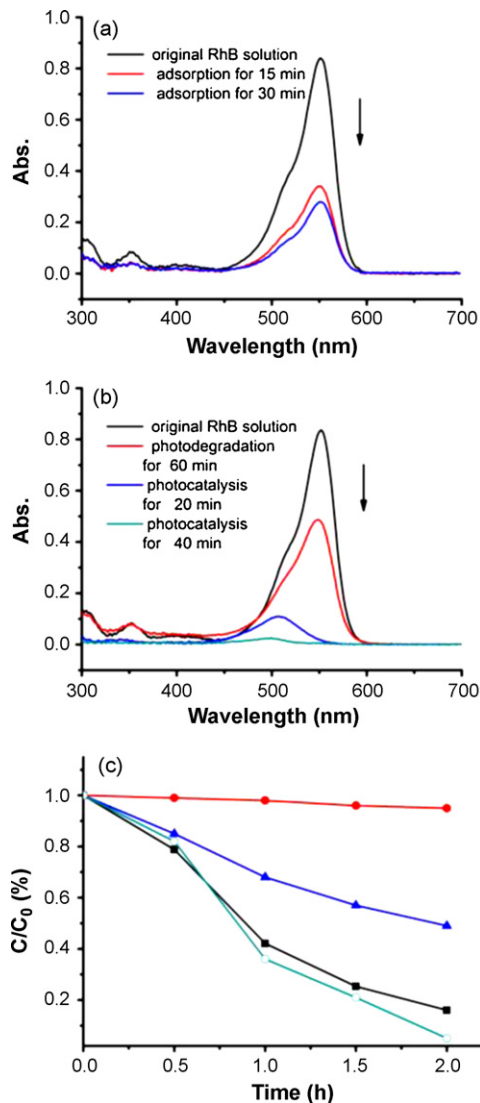 (a)
original RhB solution
adsorption for 15 min
adsorption for 30 min
Abs.
1.0
0.8
0.6
0.4
0.2
0.0
300 400 500 600 700
Wavelength (nm)
(b)
original RhB solution
photodegradation
for 60 min
photocatalysis
for 20 min
photocatalysis
for 40 min
Abs.
1.0
0.8
0.6
0.4
0.2
0.0
300 400 500 600 700
Wavelength (nm)
(c)
C/C0 (%)
1.0
0.8
0.6
0.4
0.2
0.0 0.5 1.0 1.5 2.0
Time (h)